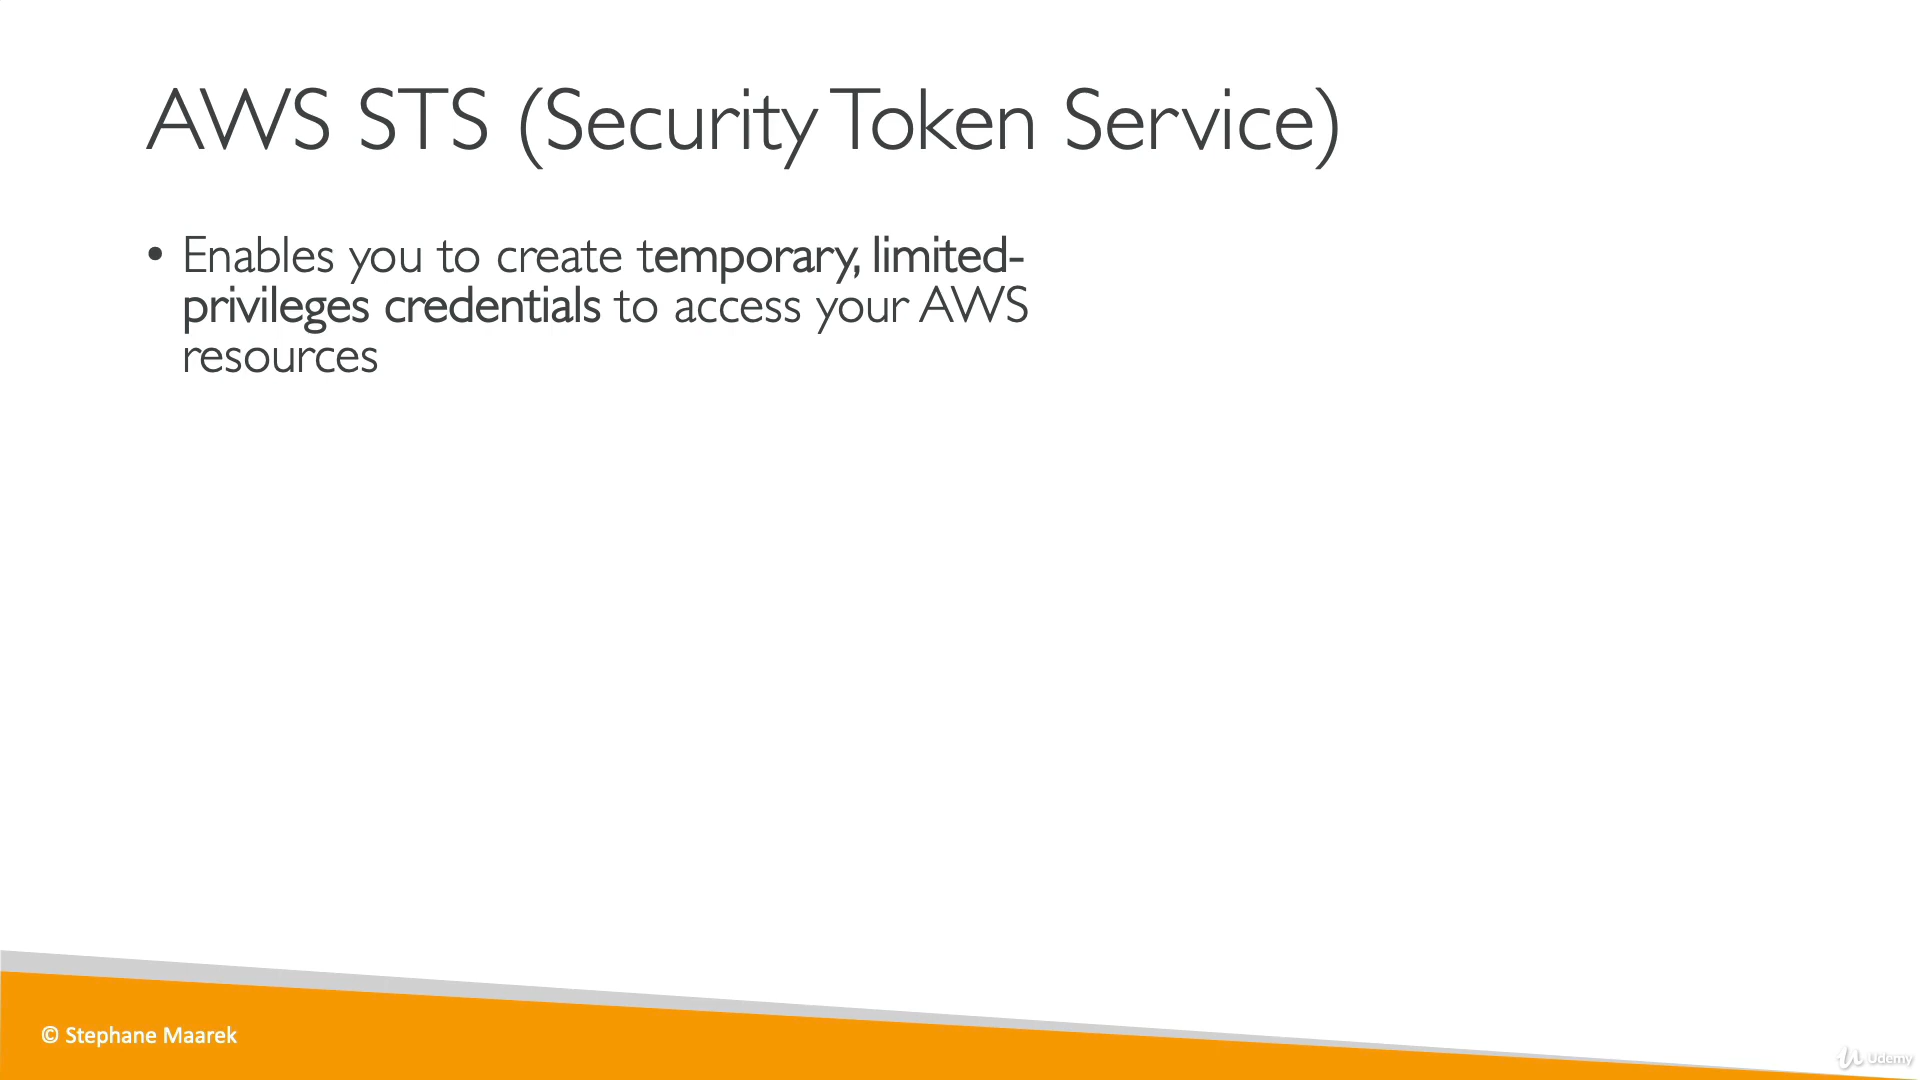 AWS STS (Security Token Service)
• Enables you to create temporary, limited-
privileges credentials to access your AWS
resources
© Stephane Maarek
Udemy